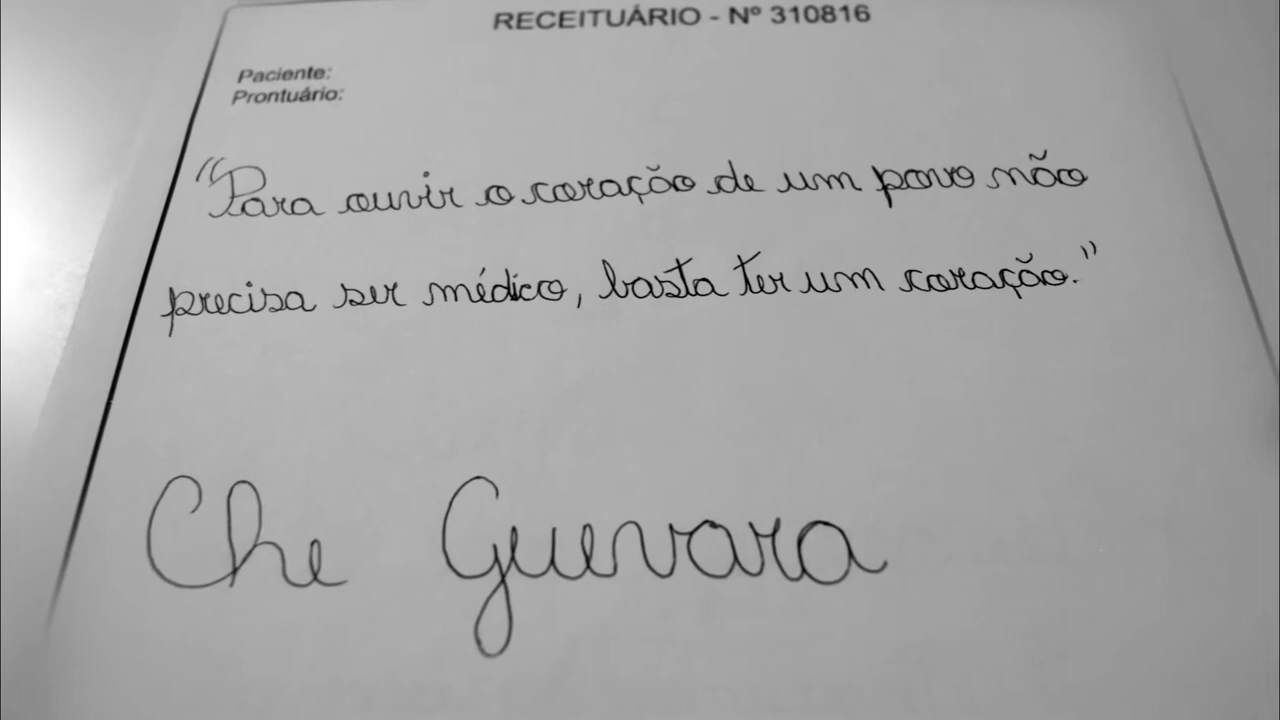 RECEITUÁRIO - Nº 310816
Paciente:
Prontuário:
"Para ouvir o coração de um povo não
precisa ser médico, basta ter um coração."
Che Guevara